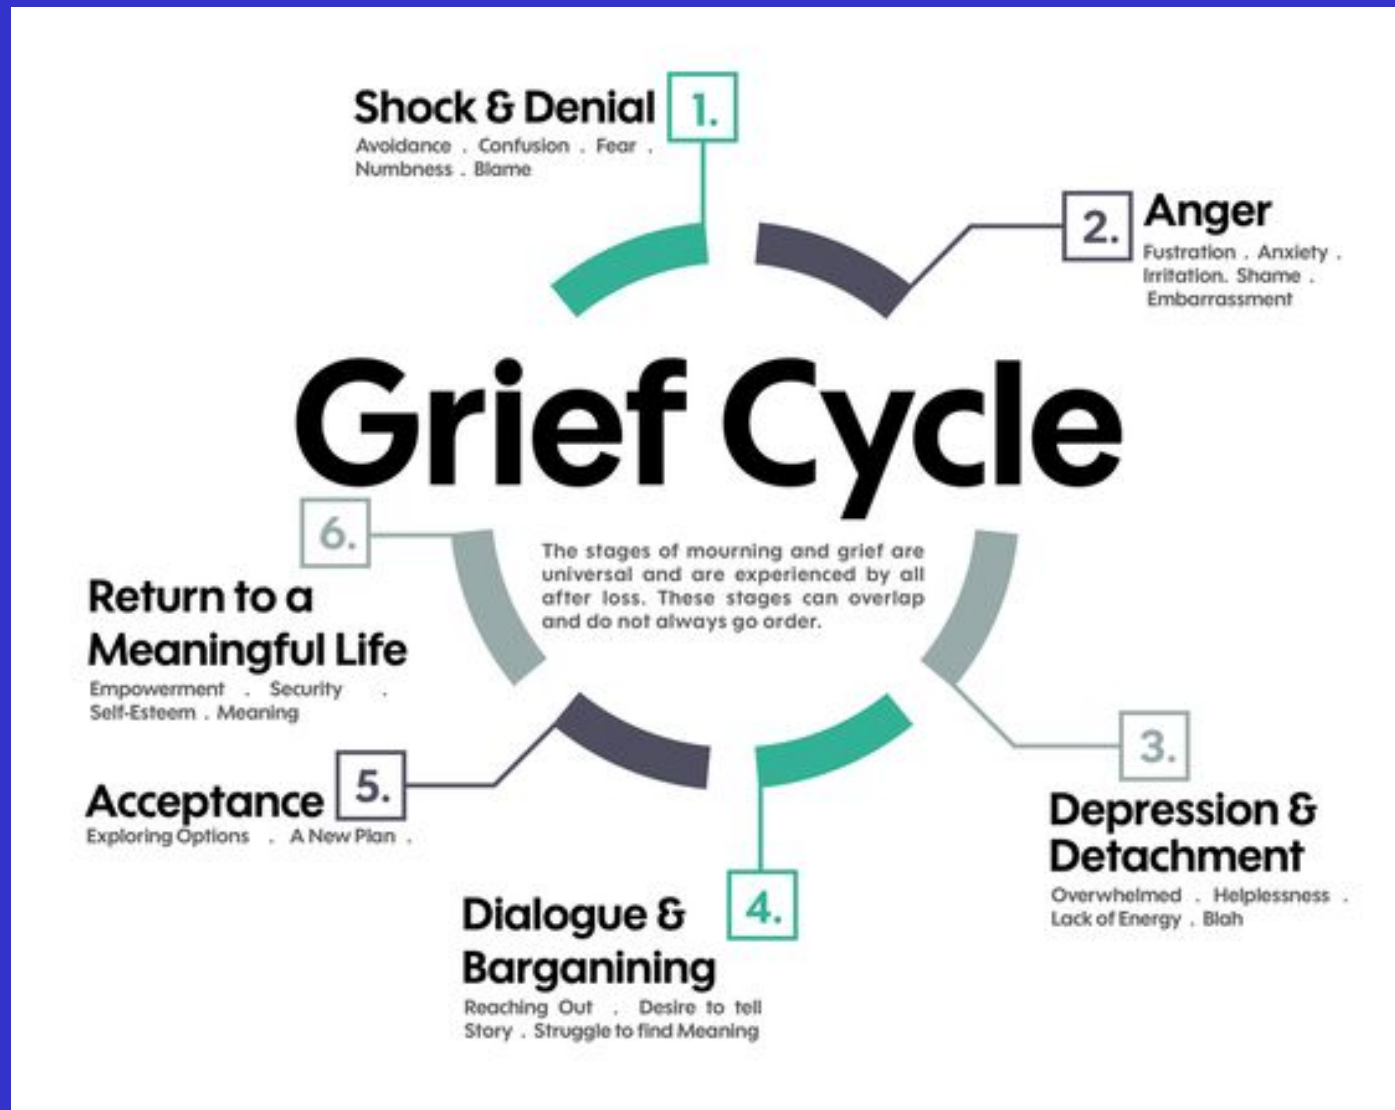 Shock & Denial
1.
Avoidance . Confusion . Fear .
Numbness . Blame
2.
Anger
Fustration . Anxiety .
Irritation. Shame .
Embarrassment
Grief Cycle
The stages of mourning and grief are
universal and are experienced by all
after loss. These stages can overlap
and do not always go order.
3.
Depression &
Detachment
Overwhelmed . Helplessness .
Lack of Energy . Blah
4.
Dialogue &
Barganining
Reaching Out . Desire to tell
Story . Struggle to find Meaning
5.
Acceptance
Exploring Options . A New Plan .
6.
Return to a
Meaningful Life
Empowerment . Security .
Self-Esteem . Meaning